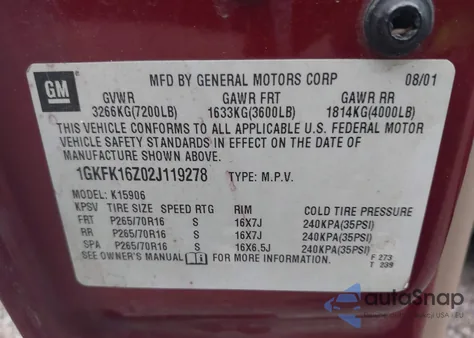 GM
MFD BY GENERAL MOTORS CORP 08/01
GVWR GAWR FRT GAWR RR
3266KG(7200LB) 1633KG(3600LB) 1814KG(4000LB)
THIS VEHICLE CONFORMS TO ALL APPLICABLE U.S. FEDERAL MOTOR
VEHICLE SAFETY STANDARDS IN EFFECT ON THE DATE OF
MANUFACTURE SHOWN ABOVE.
1GKFK16Z02J119278 TYPE: M.P.V.
MODEL: K15906
KPSV TIRE SIZE SPEED RTG RIM COLD TIRE PRESSURE
FRT P265/70R16 S 16X7J 240KPA(35PSI)
RR P265/70R16 S 16X7J 240KPA(35PSI)
SPA P265/70R16 S 16X6.5J 240KPA(35PSI)
SEE OWNER'S MANUAL FOR MORE INFORMATION.
F 273
T 239
autoSnap